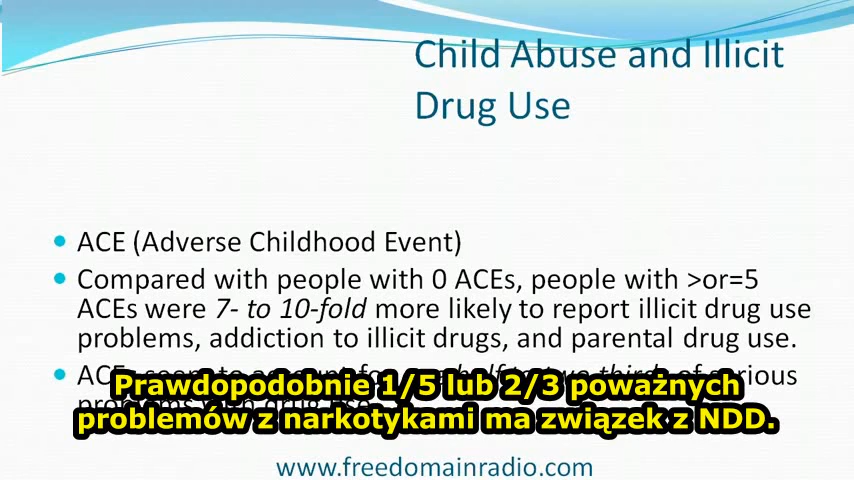 Child Abuse and Illicit
Drug Use
ACE (Adverse Childhood Event)
Compared with people with 0 ACEs, people with >or=5
ACEs were 7- to 10-fold more likely to report illicit drug use
problems, addiction to illicit drugs, and parental drug use.
of serious
Prawdopodobnie 1/5 lub 2/3 poważnych
problemów z narkotykami ma związek z NDD.
www.freedomainradio.com